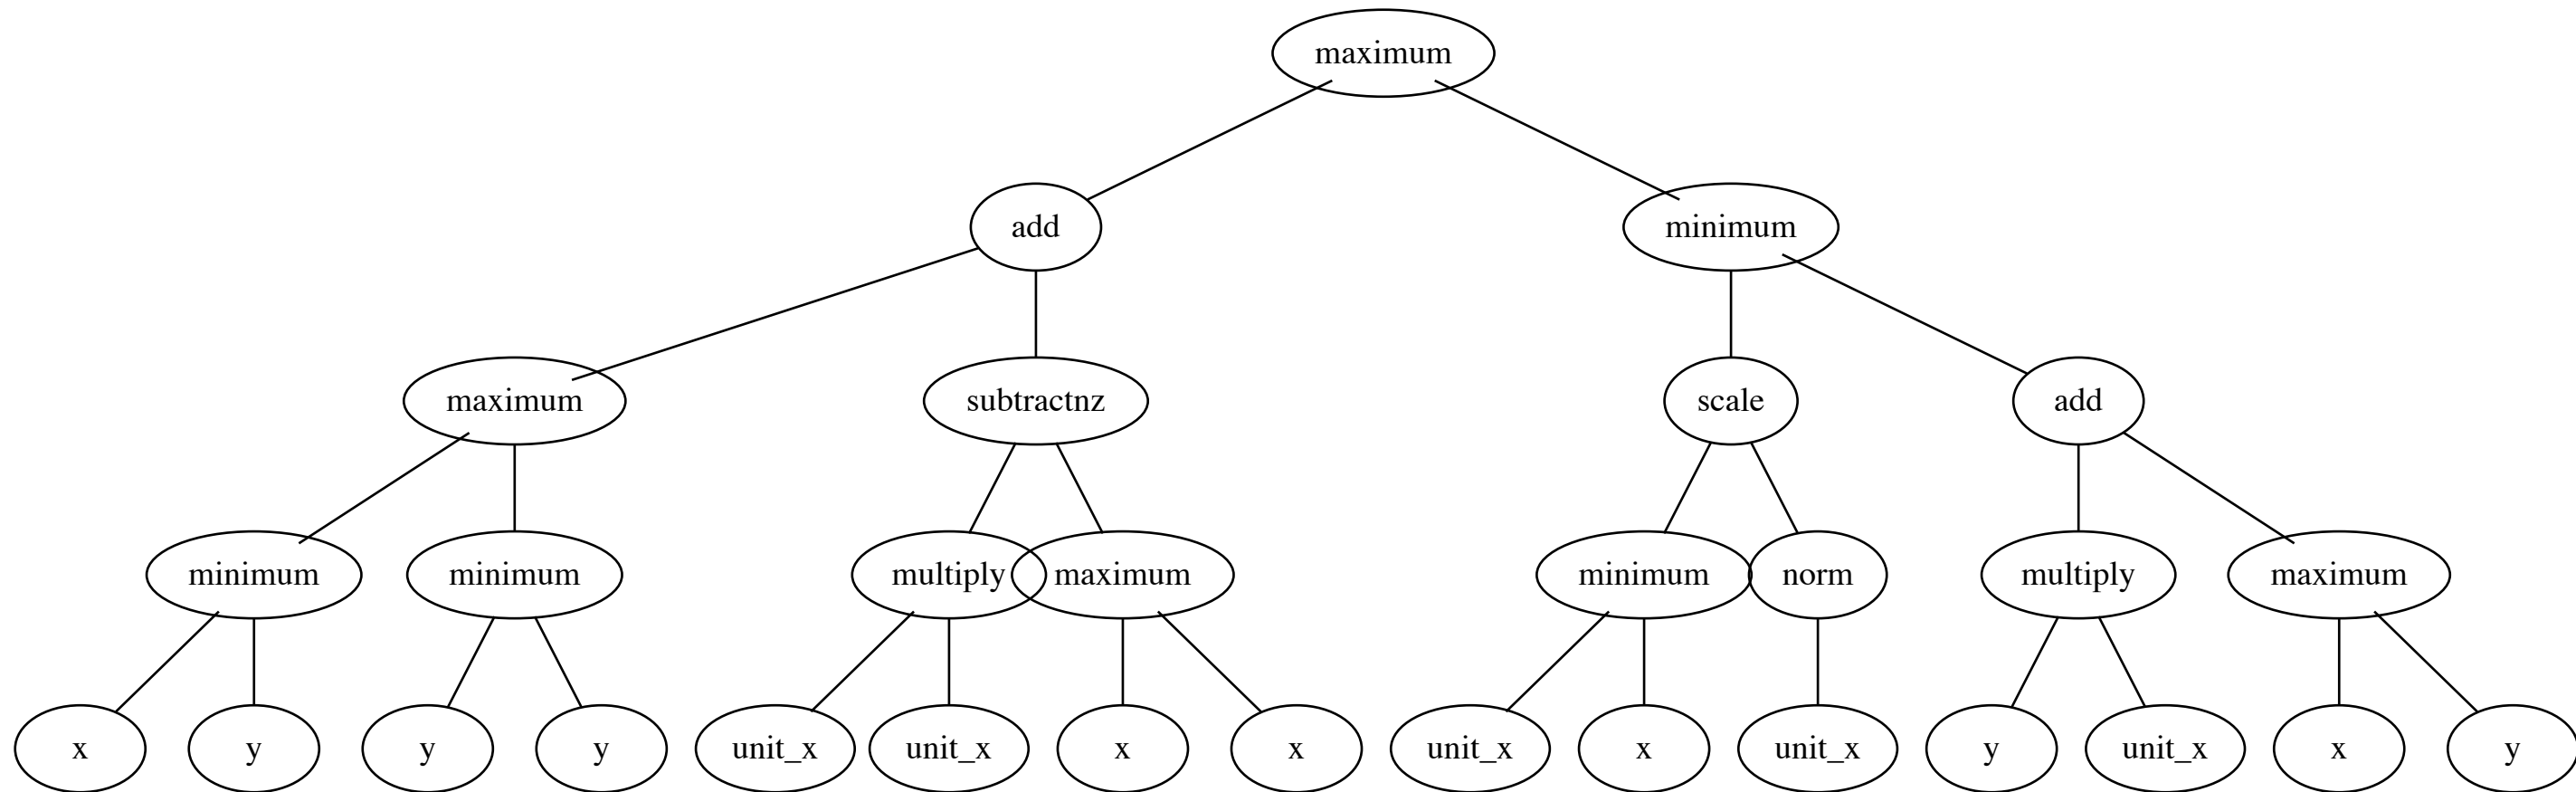 maximum
add minimum
maximum subtractnz scale add
minimum minimum multiply maximum minimum norm multiply maximum
x y y y unit_x unit_x x x unit_x x unit_x y unit_x x y